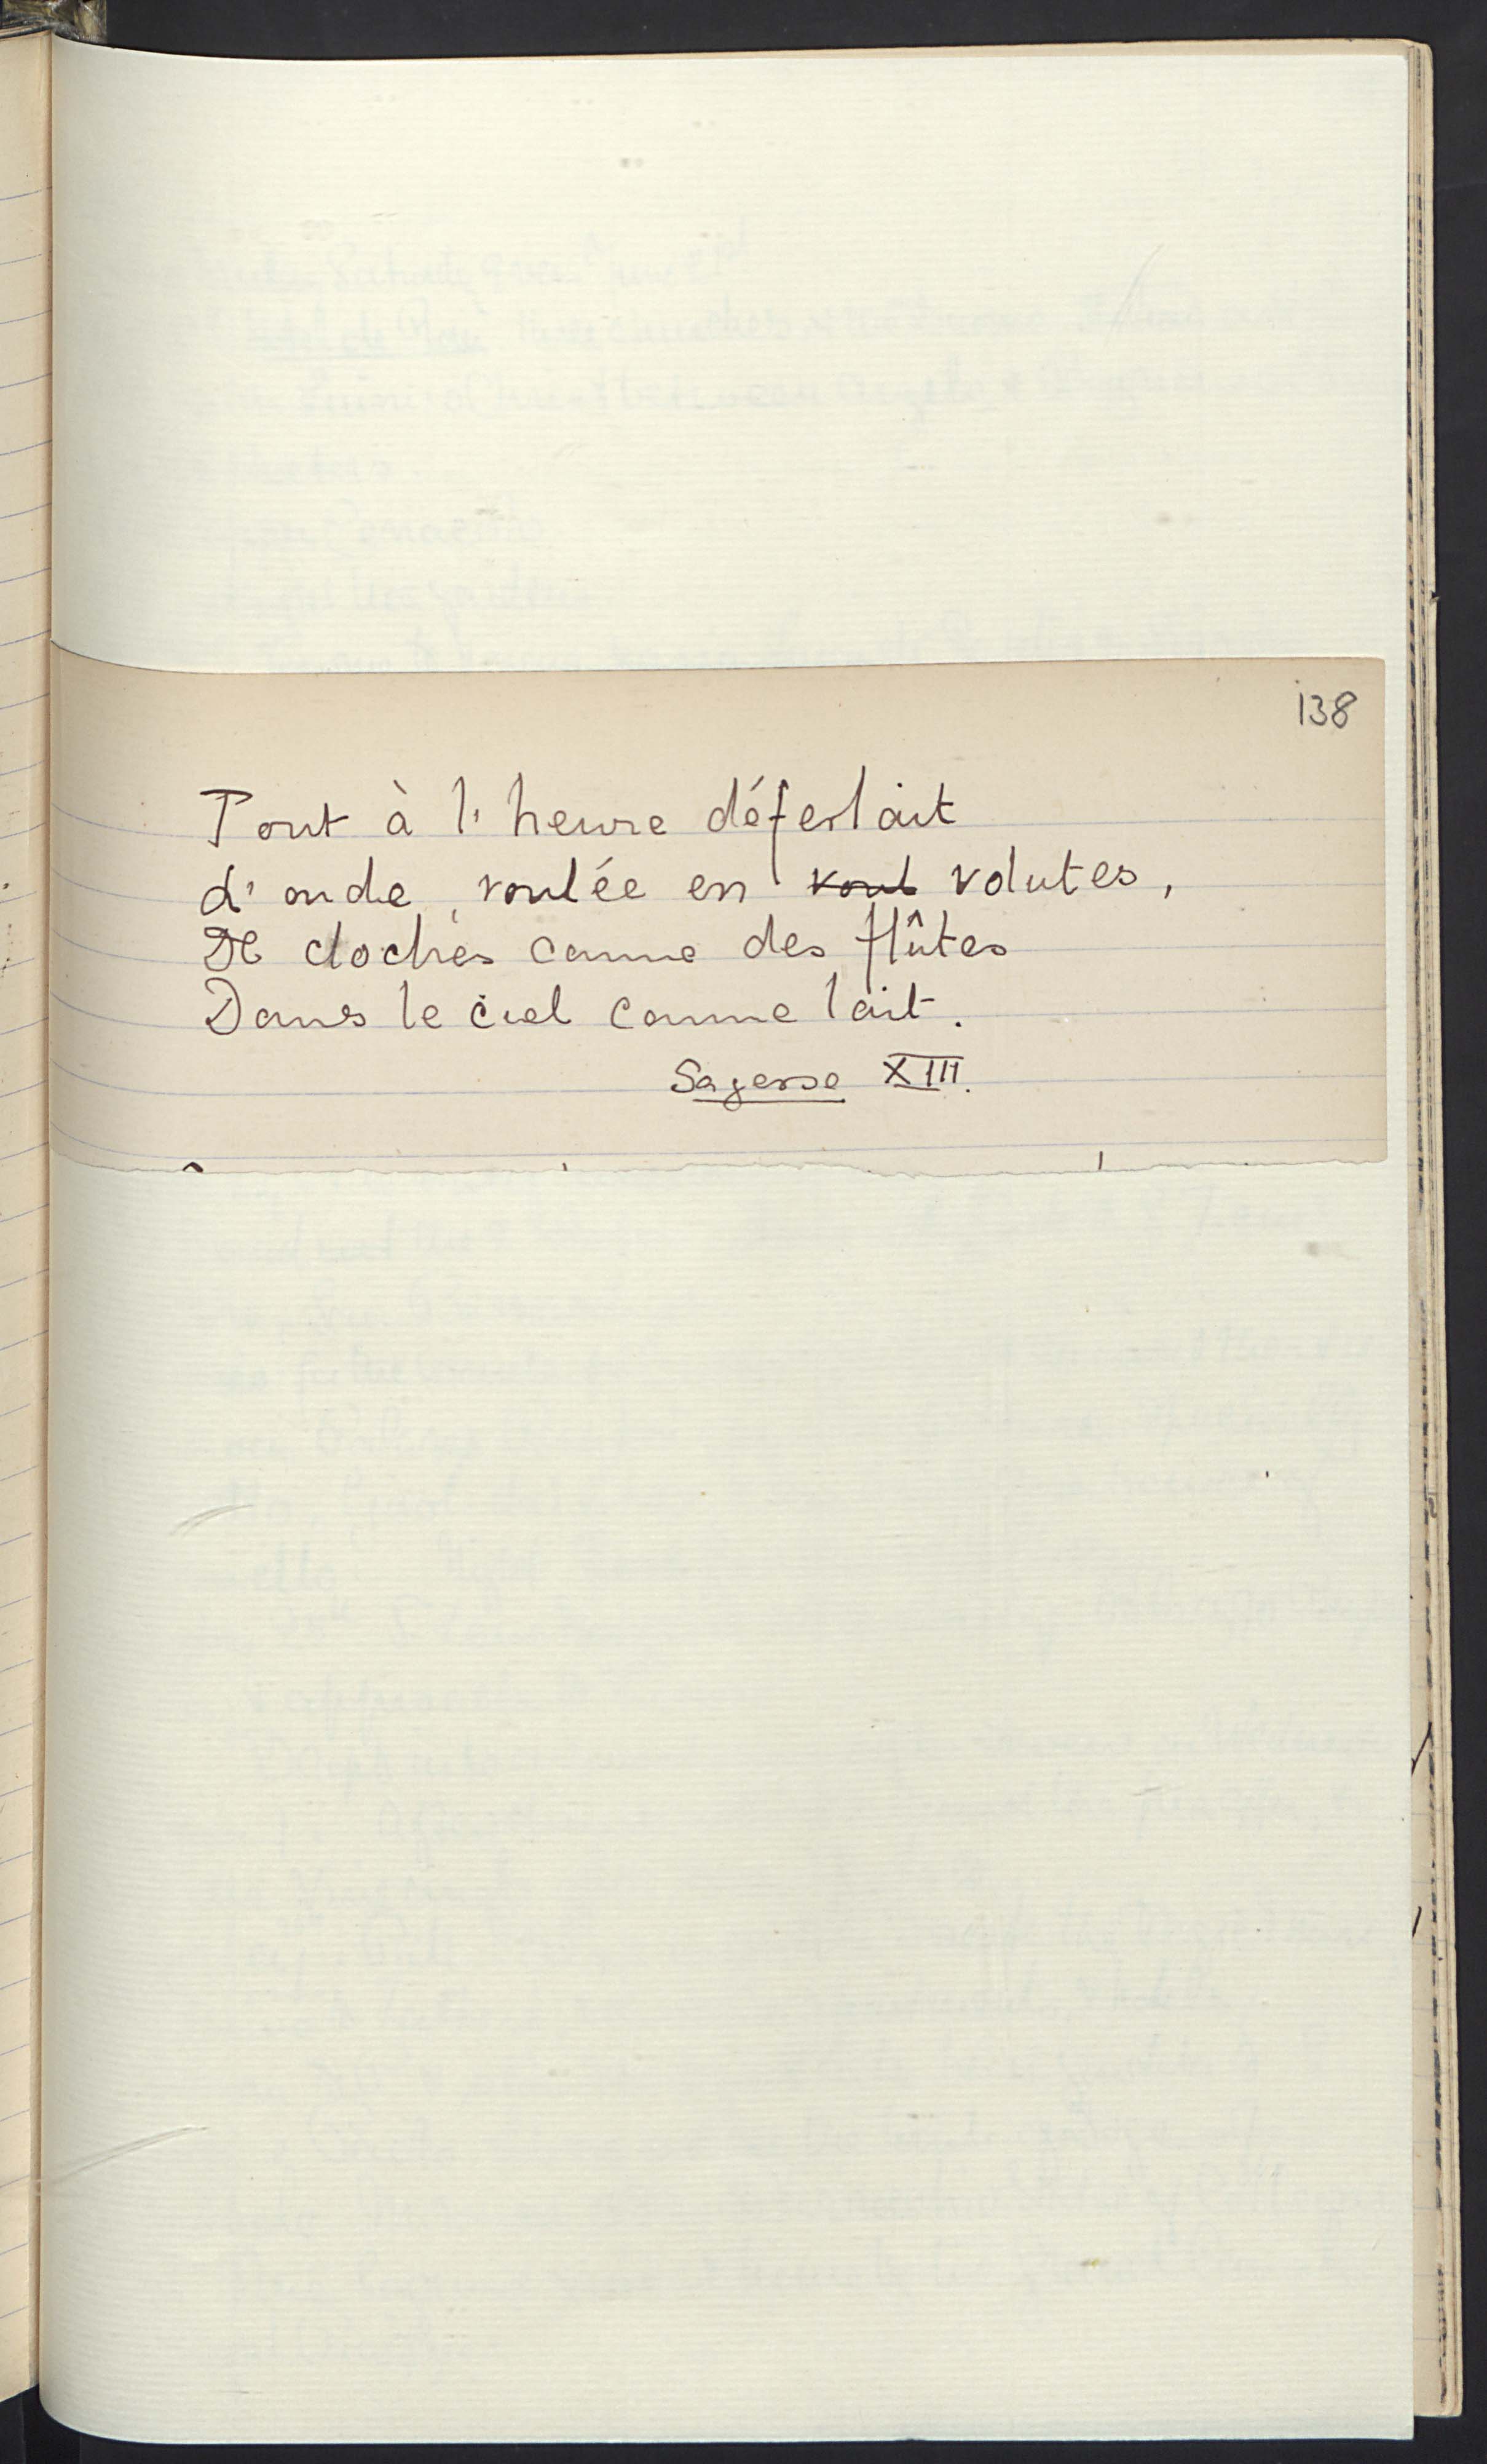 138
Tout à l'heure déferlait
d'onde, roulée en roul volutes,
De cloches comme des flûtes
Dans le ciel comme lait.
Sagesse XIII.